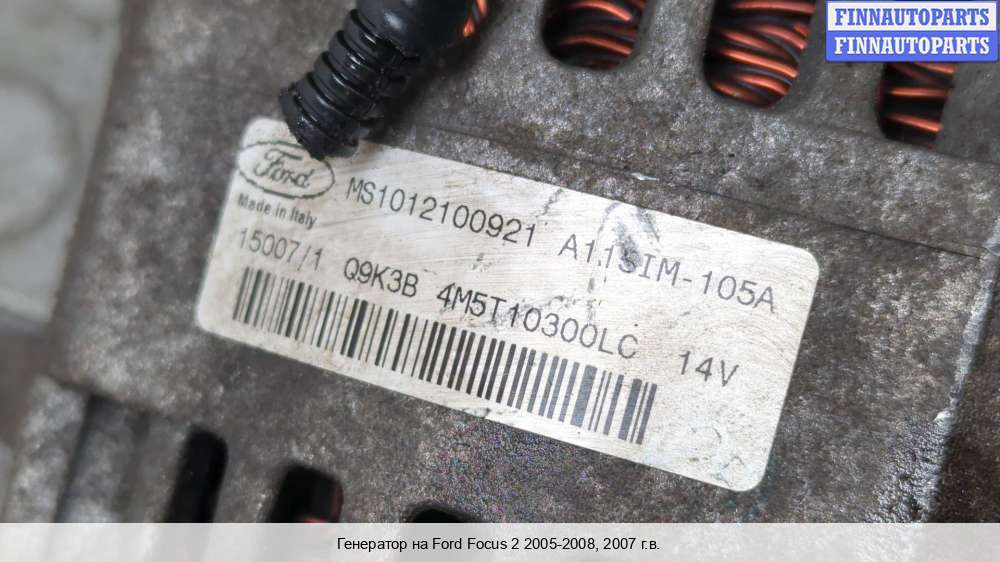 FINNAUTOPARTS
FINNAUTOPARTS
Ford
Made in Italy
MS1012100921 A115IM-105A
15007/1 Q9K3B 4M5T10300LC 14V
Генератор на Ford Focus 2 2005-2008, 2007 г.в.